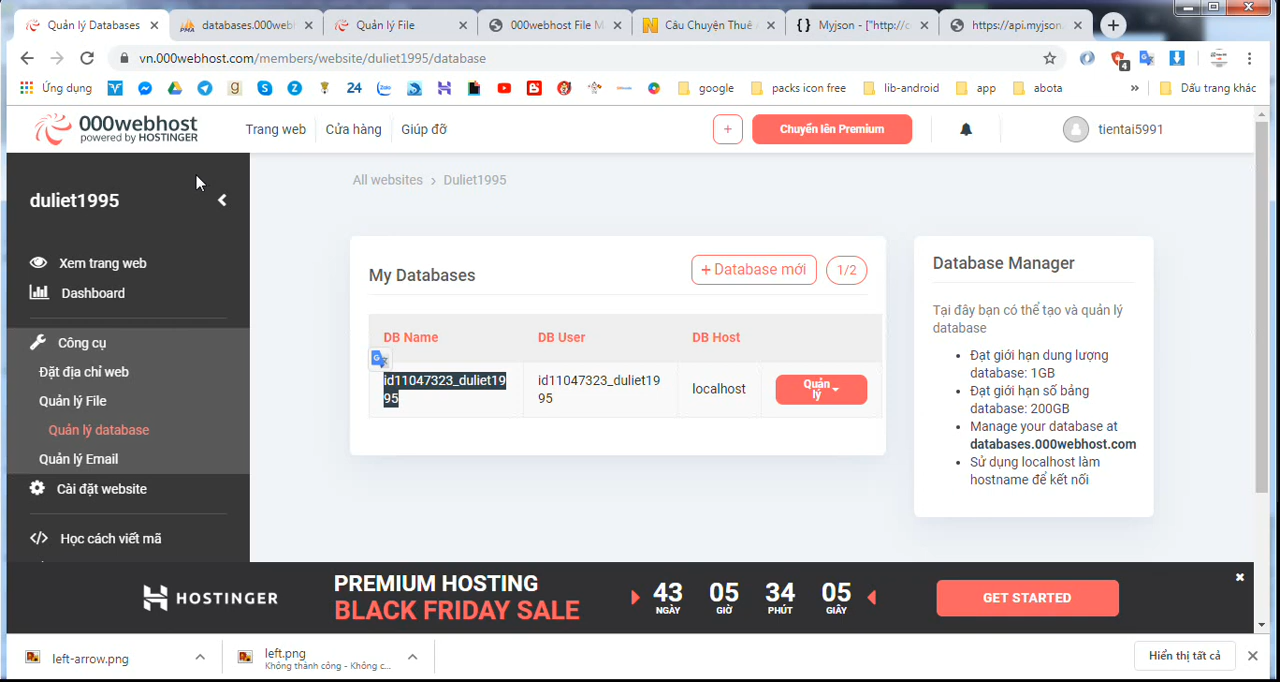 Quản lý Databases
databases.000webh
Quản lý File
000webhost File M
Câu Chuyện Thuê
Myjson - ["http://c
https://api.myjson.
vn.000webhost.com/members/website/duliet1995/database
4
Ứng dụng
24
google
packs icon free
lib-android
app
abota
»
Dấu trang khác
000webhost
powered by HOSTINGER
Trang web
Cửa hàng
Giúp đỡ
+
Chuyển lên Premium
tientai5991
duliet1995
All websites › Duliet1995
Xem trang web
Dashboard
Công cụ
Đặt địa chỉ web
Quản lý File
Quản lý database
Quản lý Email
Cài đặt website
Học cách viết mã
My Databases
+ Database mới
1/2
DB Name
DB User
DB Host
id11047323_duliet19
95
id11047323_duliet19
95
localhost
Quản
lý
Database Manager
Tại đây bạn có thể tạo và quản lý
database
Đạt giới hạn dung lượng
database: 1GB
Đạt giới hạn số bảng
database: 200GB
Manage your database at
databases.000webhost.com
Sử dụng localhost làm
hostname để kết nối
HOSTINGER
PREMIUM HOSTING
BLACK FRIDAY SALE
43 05 34 05
NGÀY GIỜ PHÚT GIÂY
GET STARTED
left-arrow.png
left.png
Không thành công - Không c...
Hiển thị tất cả